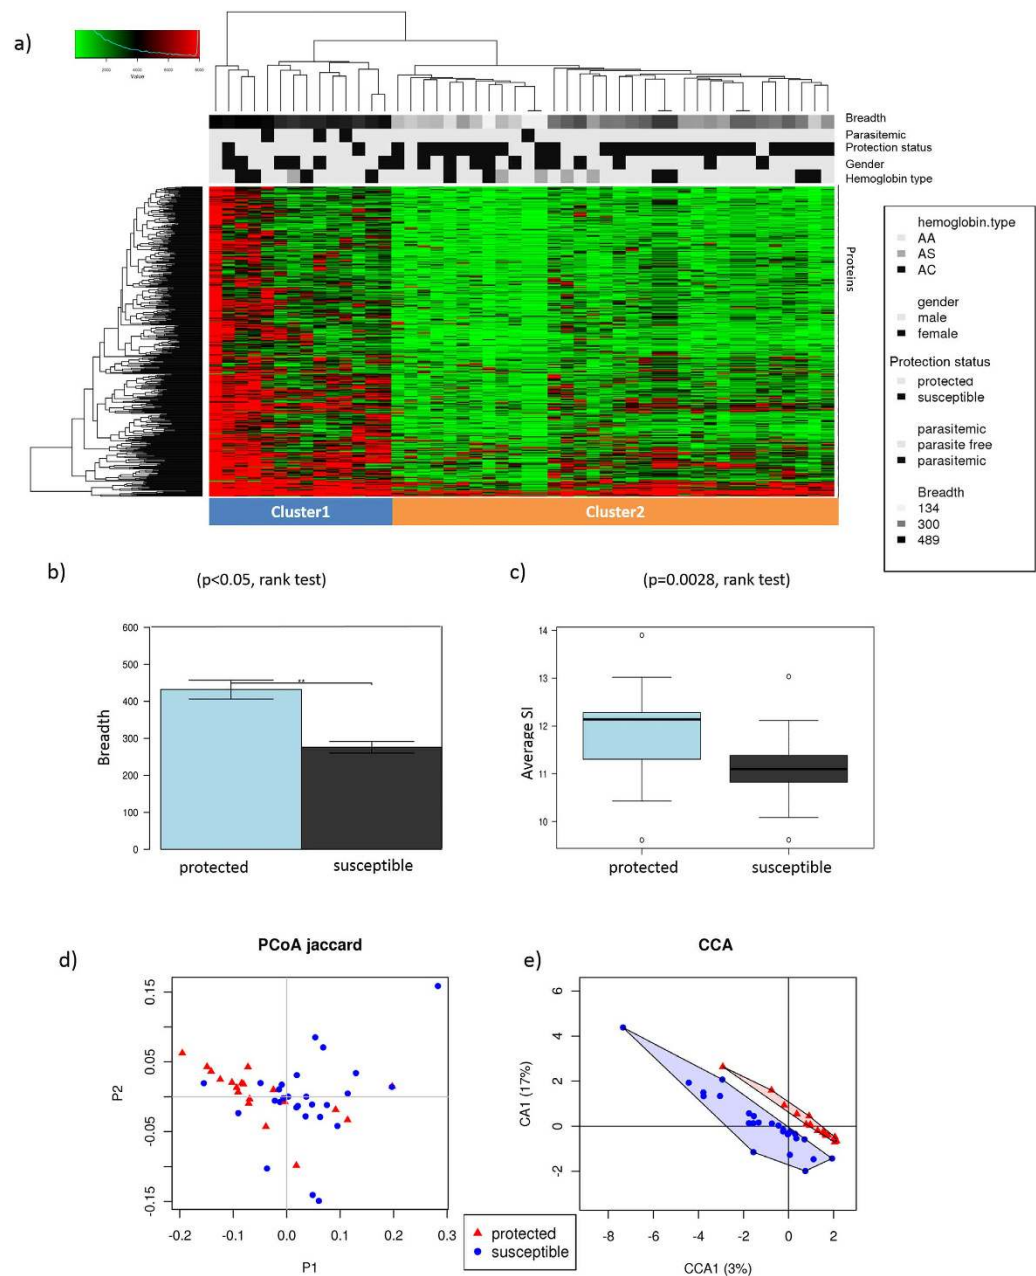 a)
2000 4000 6000 8000
Value
Breadth
Parasitemic
Protection status
Gender
Hemoglobin type
Proteins
Cluster1 Cluster2
hemoglobin.type
AA
AS
AC
gender
male
female
Protection status
protected
susceptible
parasitemic
parasite free
parasitemic
Breadth
134
300
489
b)
(p<0.05, rank test)
600
500
400
300
200
100
0
Breadth
**
protected susceptible
c)
(p=0.0028, rank test)
14
13
12
11
10
Average SI
protected susceptible
d)
PCoA jaccard
0.15
0.05
-0.05
-0.15
P2
-0.2 -0.1 0.0 0.1 0.2 0.3
P1
protected
susceptible
e)
CCA
6
4
2
0
-2
CA1 (17%)
-8 -6 -4 -2 0 2
CCA1 (3%)